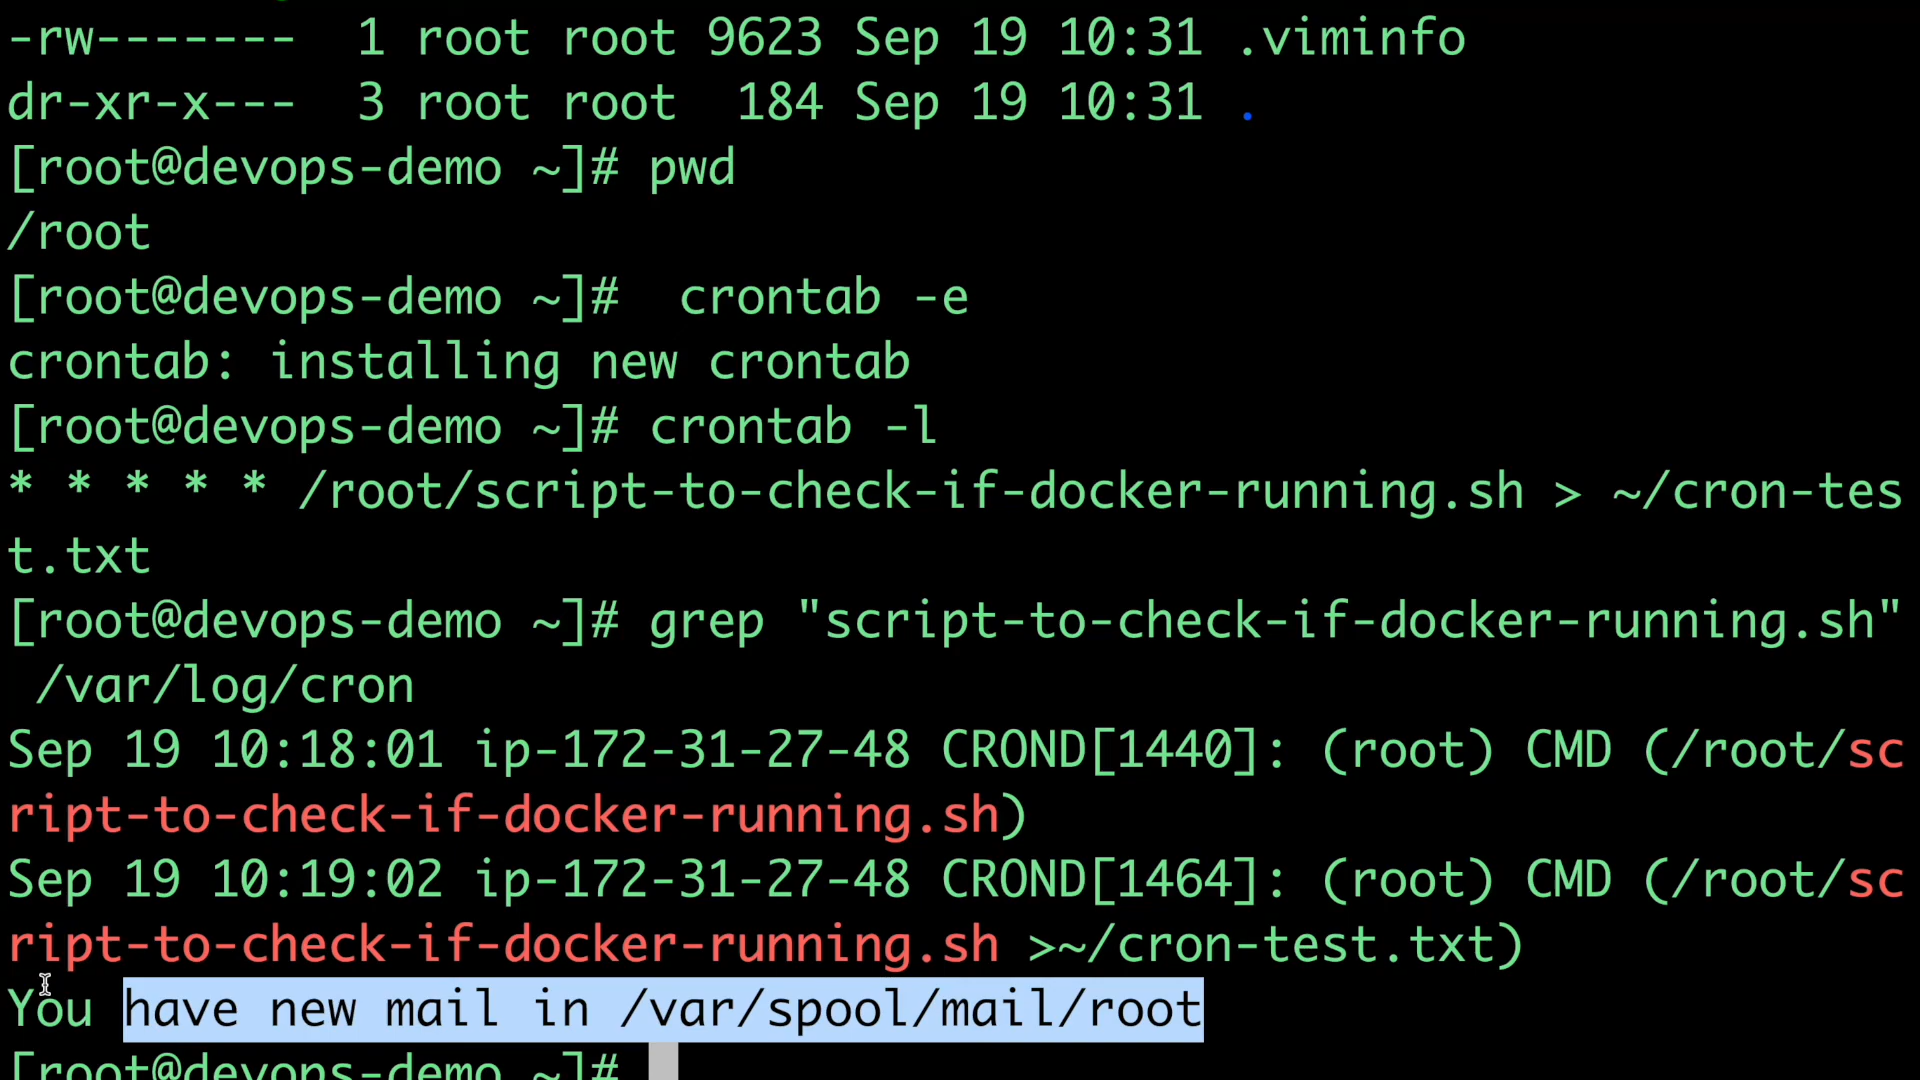 -rw-------  1 root root 9623 Sep 19 10:31 .viminfo
dr-xr-x---  3 root root  184 Sep 19 10:31 .
[root@devops-demo ~]# pwd
/root
[root@devops-demo ~]#  crontab -e
crontab: installing new crontab
[root@devops-demo ~]# crontab -l
* * * * * /root/script-to-check-if-docker-running.sh > ~/cron-tes
t.txt
[root@devops-demo ~]# grep "script-to-check-if-docker-running.sh"
 /var/log/cron
Sep 19 10:18:01 ip-172-31-27-48 CROND[1440]: (root) CMD (/root/sc
ript-to-check-if-docker-running.sh)
Sep 19 10:19:02 ip-172-31-27-48 CROND[1464]: (root) CMD (/root/sc
ript-to-check-if-docker-running.sh >~/cron-test.txt)
You have new mail in /var/spool/mail/root
[root@devops-demo ~]#